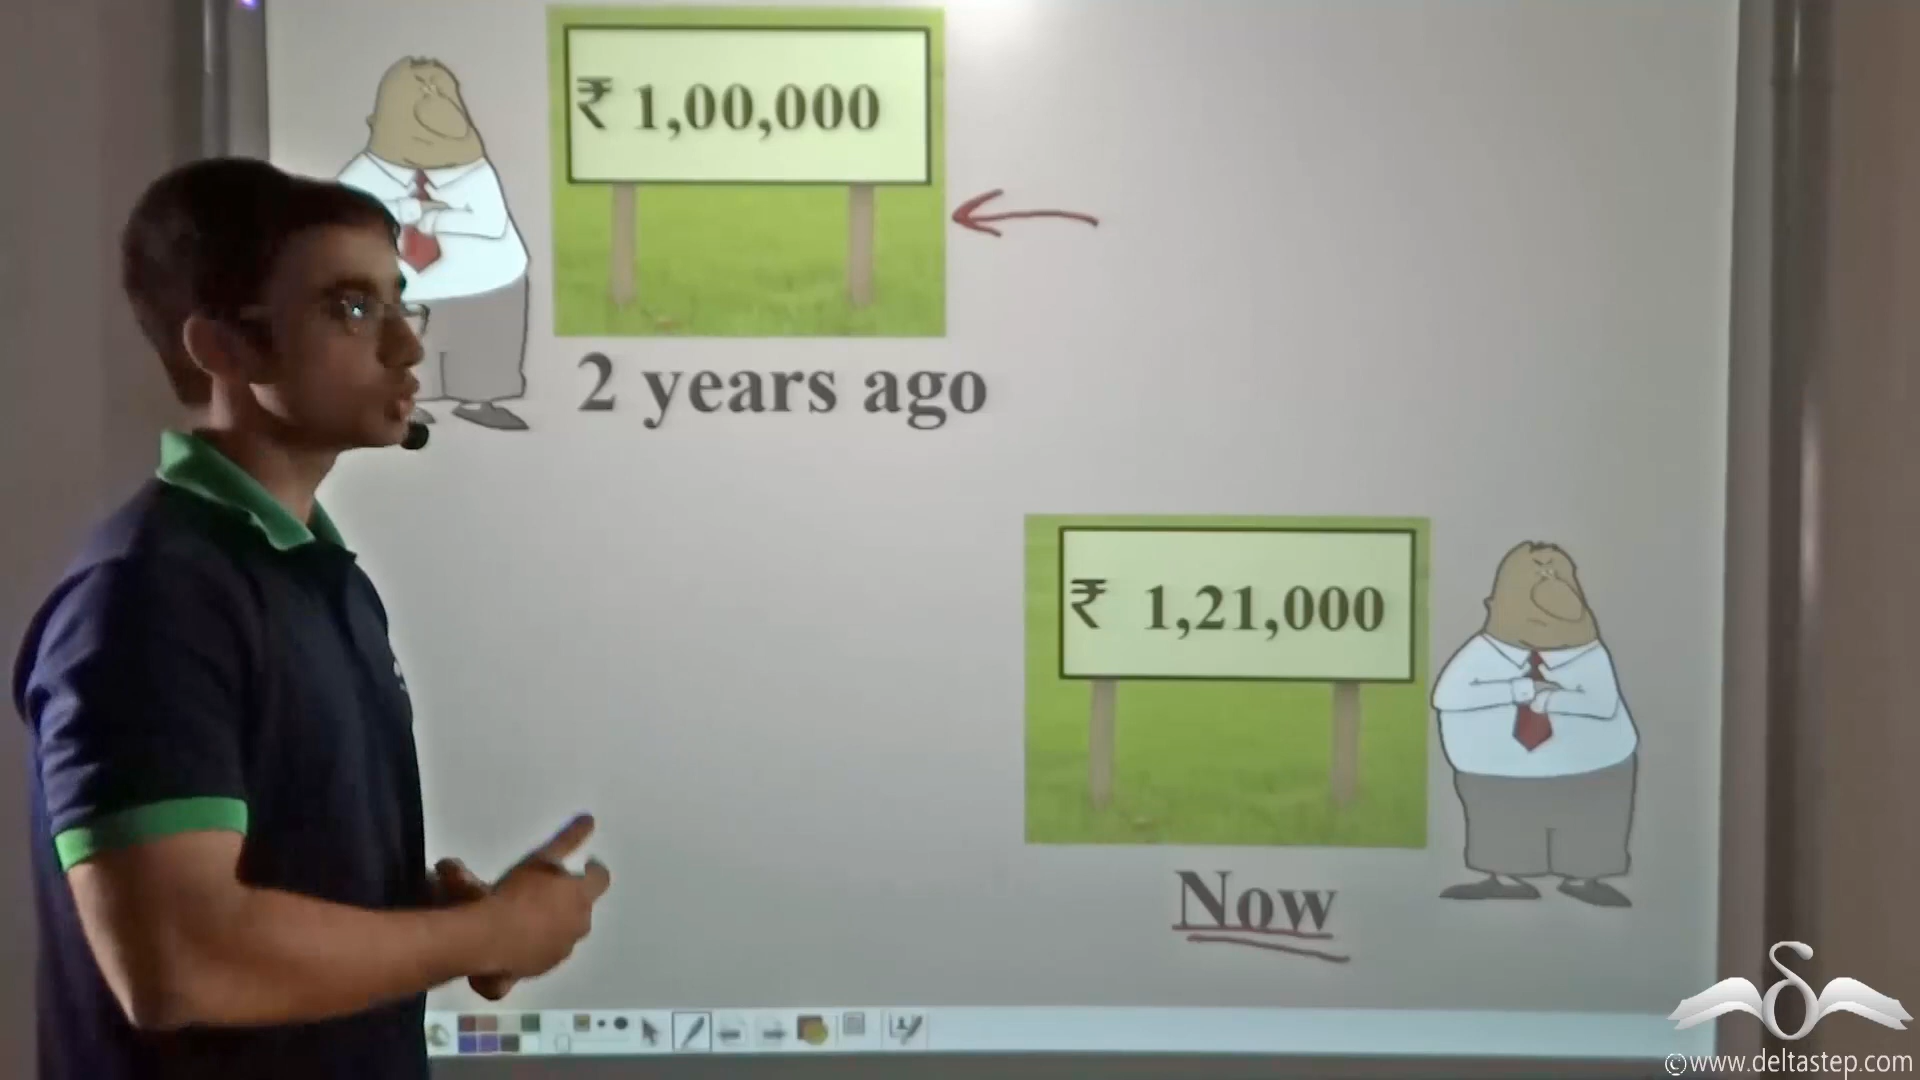 ₹ 1,00,000
2 years ago
₹ 1,21,000
Now
©www.deltastep.com